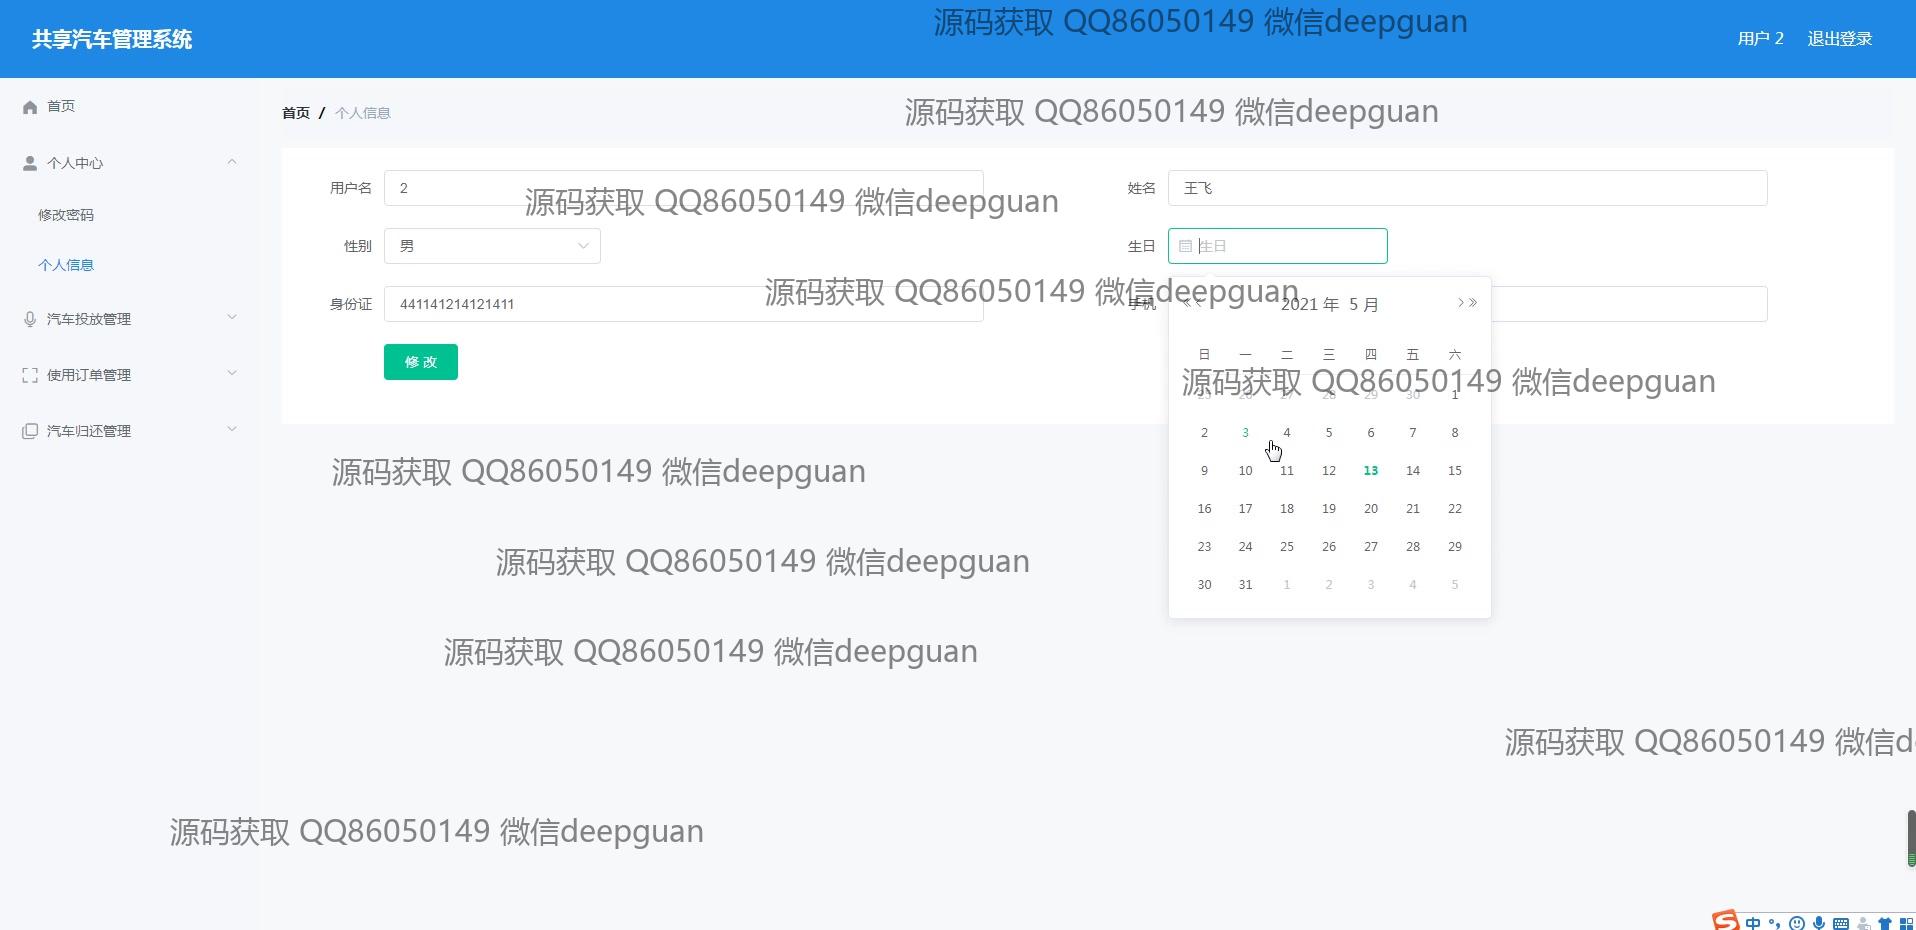 共享汽车管理系统
源码获取 QQ86050149 微信deepguan
用户 2
退出登录
首页
首页 / 个人信息
源码获取 QQ86050149 微信deepguan
个人中心
用户名 2
姓名 王飞
源码获取 QQ86050149 微信deepguan
修改密码
性别 男
生日 生日
个人信息
源码获取 QQ86050149 微信deepguan
身份证 441141214121411
手机
2021 年 5 月
汽车投放管理
修 改
日 一 二 三 四 五 六
使用订单管理
源码获取 QQ86050149 微信deepguan
25 26 27 28 29 30 1
汽车归还管理
2 3 4 5 6 7 8
源码获取 QQ86050149 微信deepguan
9 10 11 12 13 14 15
16 17 18 19 20 21 22
23 24 25 26 27 28 29
源码获取 QQ86050149 微信deepguan
30 31 1 2 3 4 5
源码获取 QQ86050149 微信deepguan
源码获取 QQ86050149 微信d
源码获取 QQ86050149 微信deepguan
中